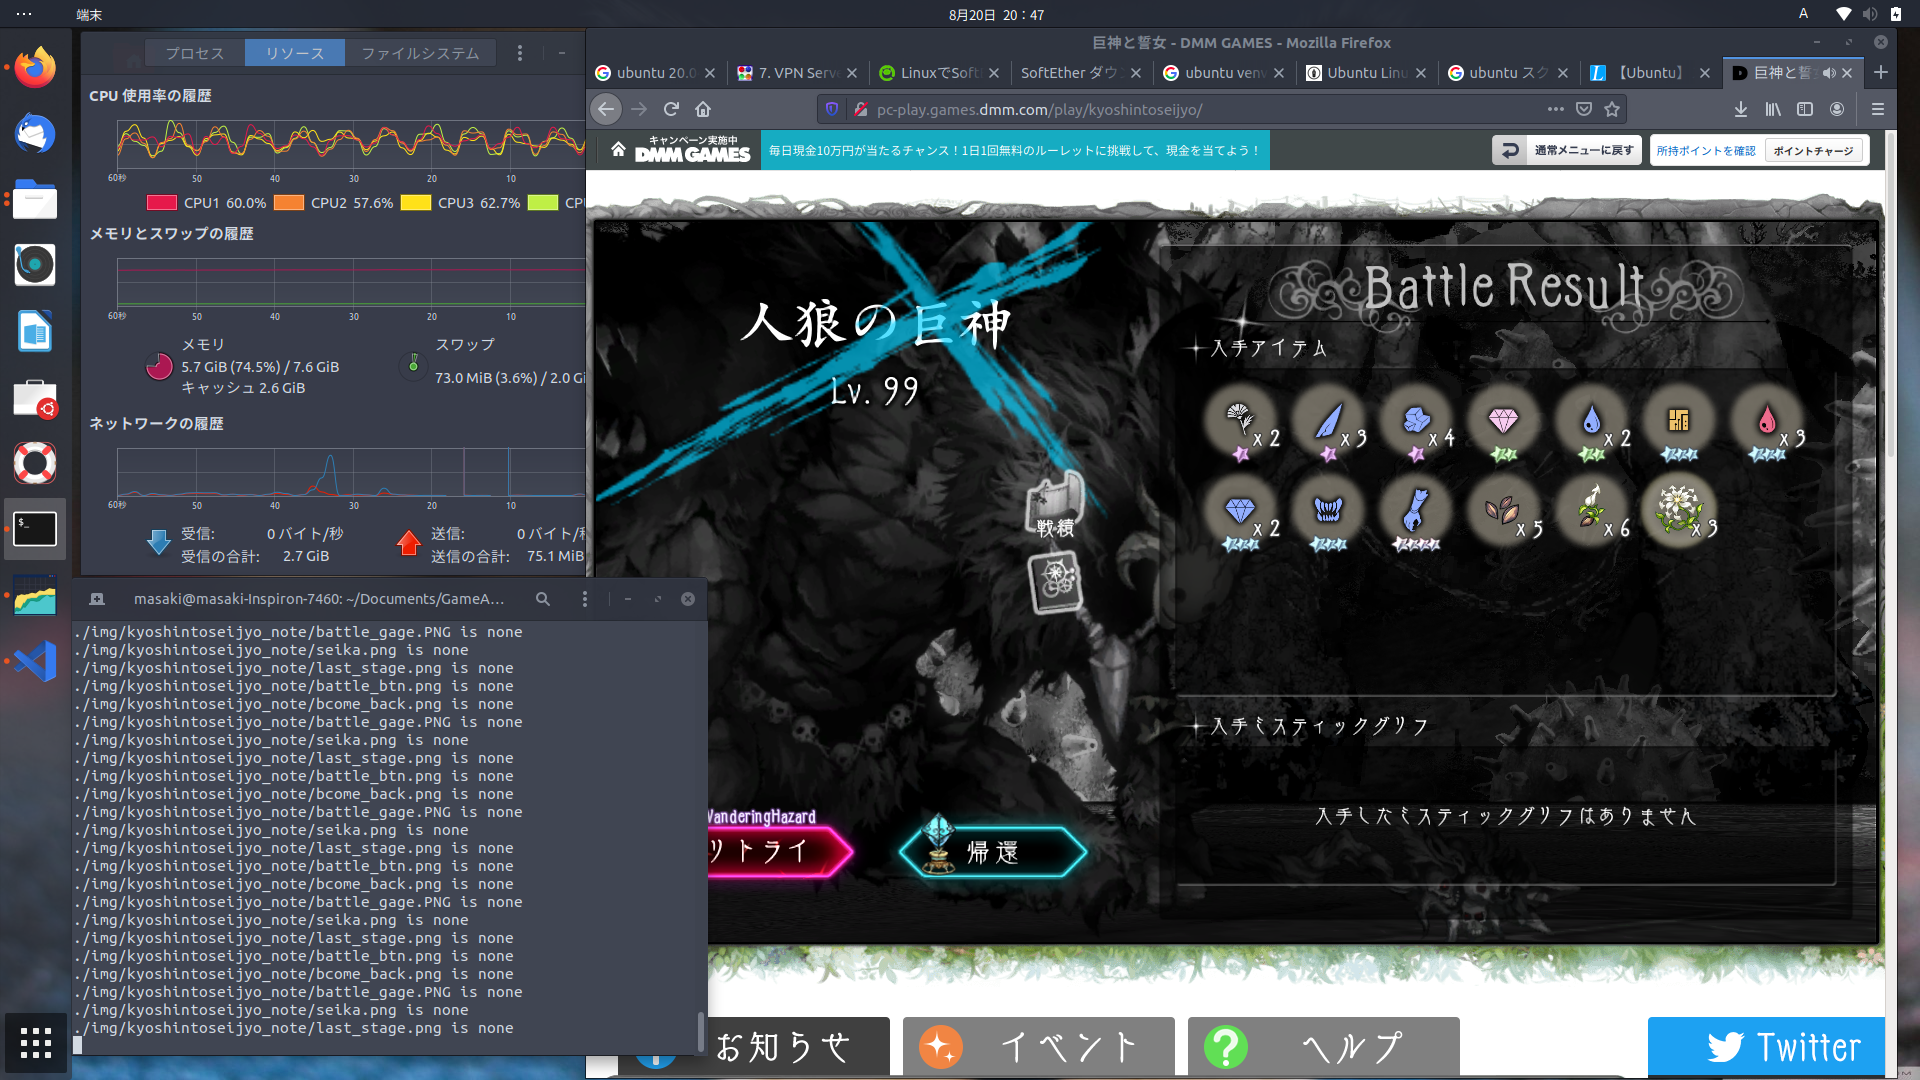 端末
8月20日 20：47
A
プロセス
リソース
ファイルシステム
CPU 使用率の履歴
60秒 50 40 30 20 10
CPU1 60.0% CPU2 57.6% CPU3 62.7% CPU
メモリとスワップの履歴
60秒 50 40 30 20 10
メモリ
5.7 GiB (74.5%) / 7.6 GiB
キャッシュ 2.6 GiB
スワップ
73.0 MiB (3.6%) / 2.0 Gi
ネットワークの履歴
60秒 50 40 30 20 10
受信: 0 バイト/秒
受信の合計: 2.7 GiB
送信: 0 バイト/秒
送信の合計: 75.1 MiB
masaki@masaki-Inspiron-7460: ~/Documents/GameA...
./img/kyoshintoseijyo_note/battle_gage.PNG is none
./img/kyoshintoseijyo_note/seika.png is none
./img/kyoshintoseijyo_note/last_stage.png is none
./img/kyoshintoseijyo_note/battle_btn.png is none
./img/kyoshintoseijyo_note/bcome_back.png is none
./img/kyoshintoseijyo_note/battle_gage.PNG is none
./img/kyoshintoseijyo_note/seika.png is none
./img/kyoshintoseijyo_note/last_stage.png is none
./img/kyoshintoseijyo_note/battle_btn.png is none
./img/kyoshintoseijyo_note/bcome_back.png is none
./img/kyoshintoseijyo_note/battle_gage.PNG is none
./img/kyoshintoseijyo_note/seika.png is none
./img/kyoshintoseijyo_note/last_stage.png is none
./img/kyoshintoseijyo_note/battle_btn.png is none
./img/kyoshintoseijyo_note/bcome_back.png is none
./img/kyoshintoseijyo_note/battle_gage.PNG is none
./img/kyoshintoseijyo_note/seika.png is none
./img/kyoshintoseijyo_note/last_stage.png is none
./img/kyoshintoseijyo_note/battle_btn.png is none
./img/kyoshintoseijyo_note/bcome_back.png is none
./img/kyoshintoseijyo_note/battle_gage.PNG is none
./img/kyoshintoseijyo_note/seika.png is none
./img/kyoshintoseijyo_note/last_stage.png is none
巨神と誓女 - DMM GAMES - Mozilla Firefox
ubuntu 20.0
7. VPN Serve
LinuxでSoft
SoftEther ダウ
ubuntu venv
Ubuntu Linu
ubuntu スク
【Ubuntu】
巨神と誓女
pc-play.games.dmm.com/play/kyoshintoseijyo/
キャンペーン実施中
DMM GAMES
毎日現金10万円が当たるチャンス！1日1回無料のルーレットに挑戦して、現金を当てよう！
通常メニューに戻す
所持ポイントを確認
ポイントチャージ
人狼の巨神
Lv. 99
戦績
WanderingHazard
リトライ
帰還
Battle Result
入手アイテム
x 2 x 3 x 4 x 2 x 3
x 2 x 5 x 6 x 3
入手ミスティックグリフ
入手したミスティックグリフはありません
お知らせ
イベント
ヘルプ
Twitter